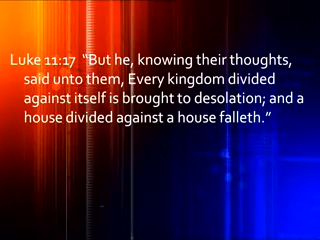 Luke 11:17  “But he, knowing their thoughts,
said unto them, Every kingdom divided
against itself is brought to desolation; and a
house divided against a house falleth.”